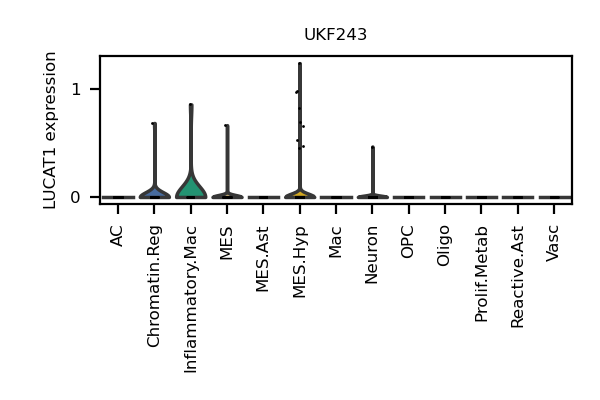 UKF243
LUCAT1 expression
1
0
AC
Chromatin.Reg
Inflammatory.Mac
MES
MES.Ast
MES.Hyp
Mac
Neuron
OPC
Oligo
Prolif.Metab
Reactive.Ast
Vasc